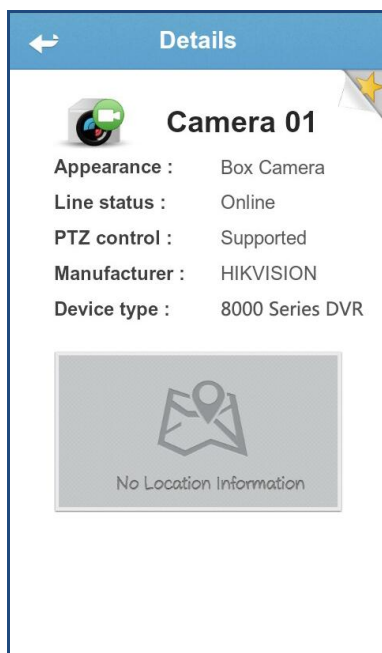 Details
Camera 01
Appearance : Box Camera
Line status : Online
PTZ control : Supported
Manufacturer : HIKVISION
Device type : 8000 Series DVR
No Location Information